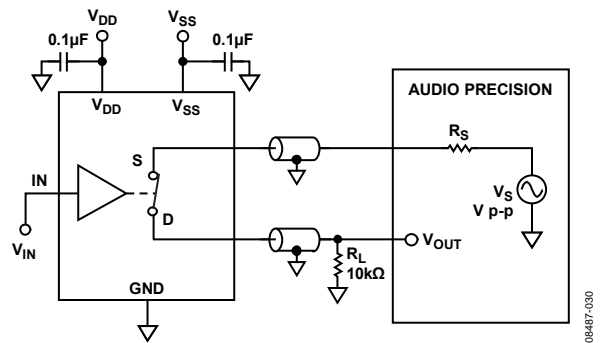 VDD
VSS
0.1µF
0.1µF
VDD
VSS
AUDIO PRECISION
RS
S
IN
VS
V p-p
D
VIN
VOUT
RL
10kΩ
GND
08487-030